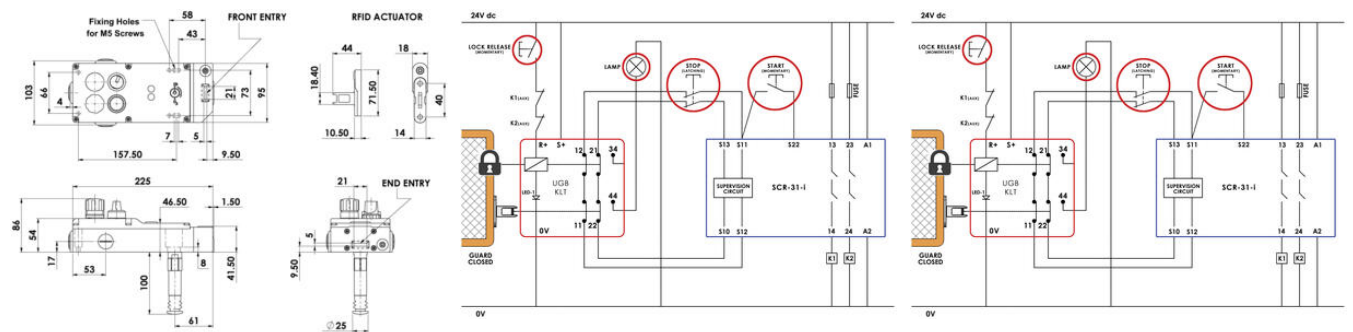 58
Fixing Holes
for M5 Screws
FRONT ENTRY
43
103
66
4
21
73
95
7
5
157.50
9.50
RFID ACTUATOR
44
18
18.40
71.50
40
10.50
14
225
46.50
1.50
86
54
17
53
8
41.50
100
61
21
END ENTRY
5
9.50
Ø 25
24V dc
LOCK RELEASE
(MOMENTARY)
LAMP
STOP
(LATCHING)
START
(MOMENTARY)
FUSE
K1(AUX)
K2(AUX)
R+ S+
12 21 34
S13 S11 S22 13 23 A1
UGB
KLT
LED-1
44
SUPERVISION
CIRCUIT
SCR-31-i
0V
11 22
S10 S12 14 24 A2
GUARD
CLOSED
K1 K2
0V
24V dc
LOCK RELEASE
(MOMENTARY)
LAMP
STOP
(LATCHING)
START
(MOMENTARY)
FUSE
K1(AUX)
K2(AUX)
R+ S+
12 21 34
S13 S11 S22 13 23 A1
UGB
KLT
LED-1
44
SUPERVISION
CIRCUIT
SCR-31-i
0V
11 22
S10 S12 14 24 A2
GUARD
CLOSED
K1 K2
0V